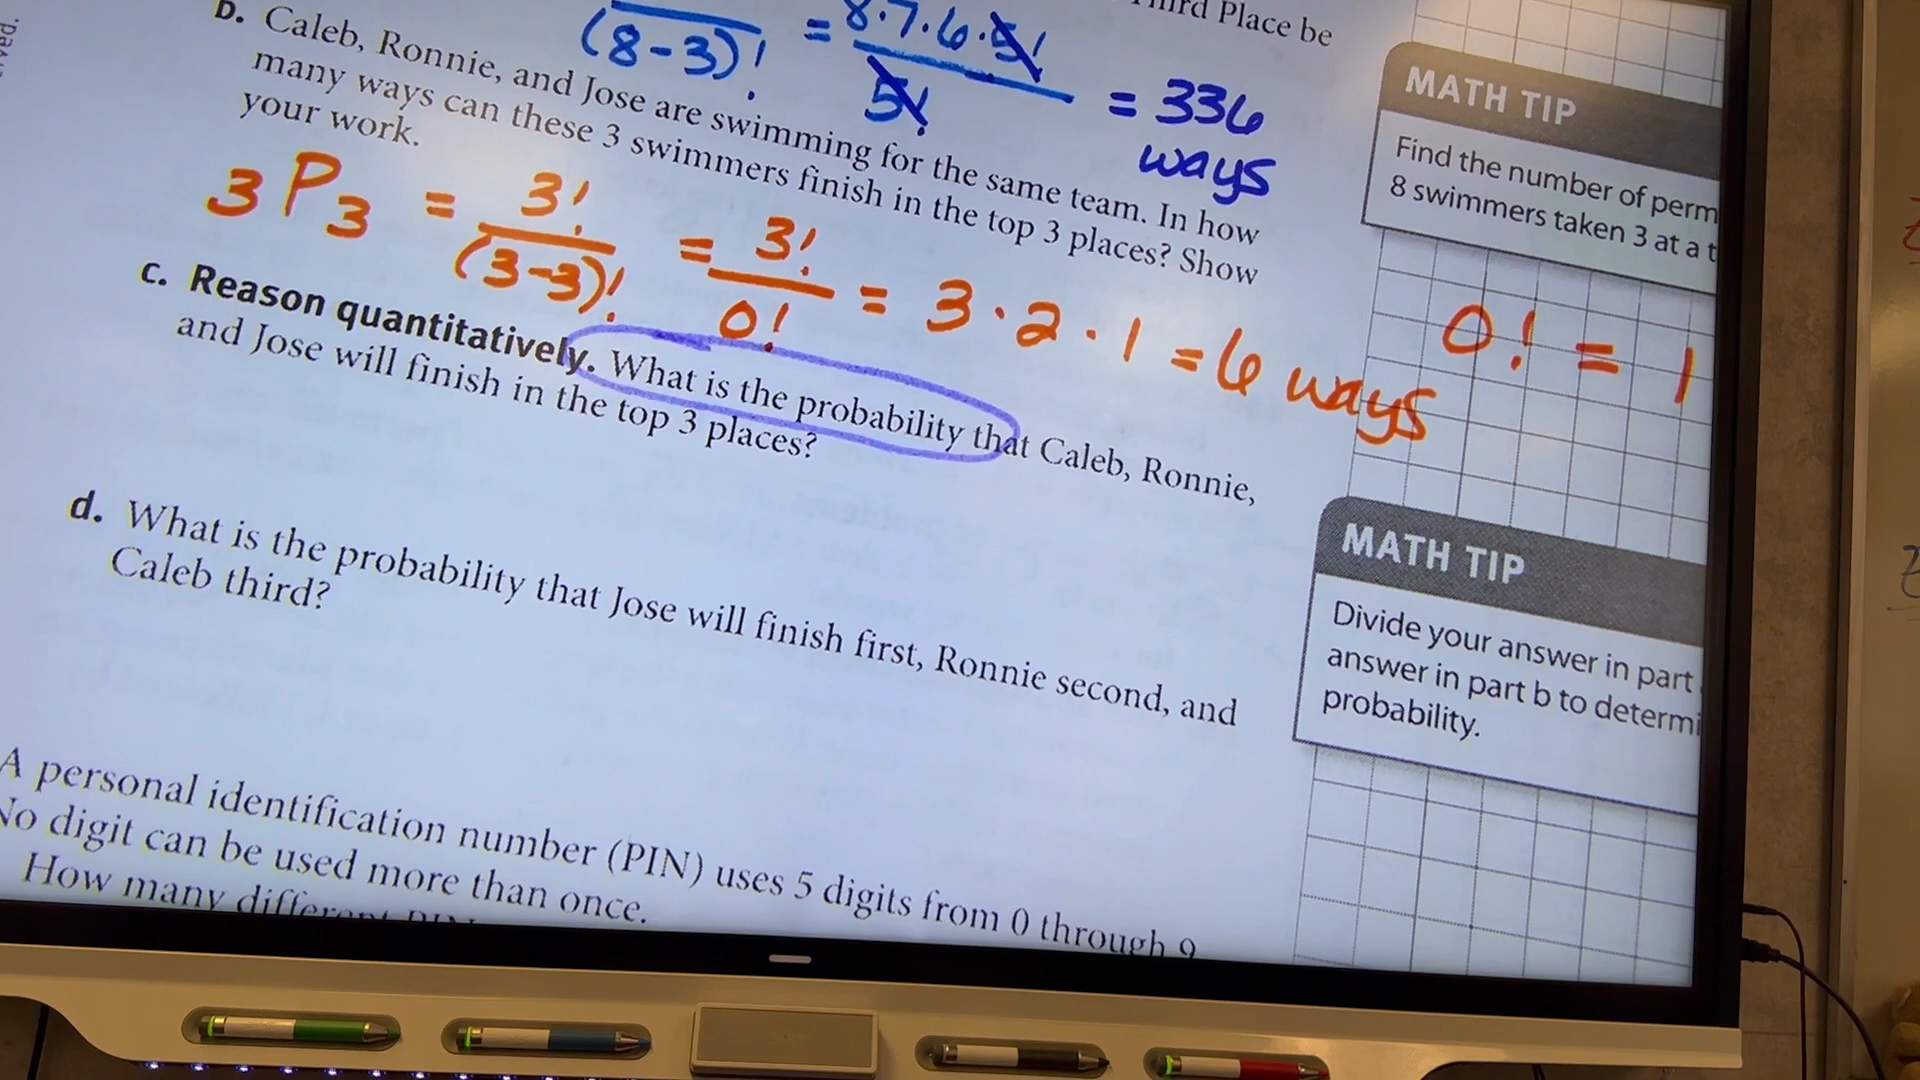 Third Place be
(8-3)! = 8.7.6.5! / 5! = 336 ways
b. Caleb, Ronnie, and Jose are swimming for the same team. In how
many ways can these 3 swimmers finish in the top 3 places? Show
your work.
3P3 = 3! / (3-3)! = 3! / 0! = 3 · 2 · 1 = 6 ways
0! = 1
c. Reason quantitatively. What is the probability that Caleb, Ronnie,
and Jose will finish in the top 3 places?
d. What is the probability that Jose will finish first, Ronnie second, and
Caleb third?
A personal identification number (PIN) uses 5 digits from 0 through 9
No digit can be used more than once.
How many different
MATH TIP
Find the number of perm
8 swimmers taken 3 at a t
MATH TIP
Divide your answer in part
answer in part b to determi
probability.